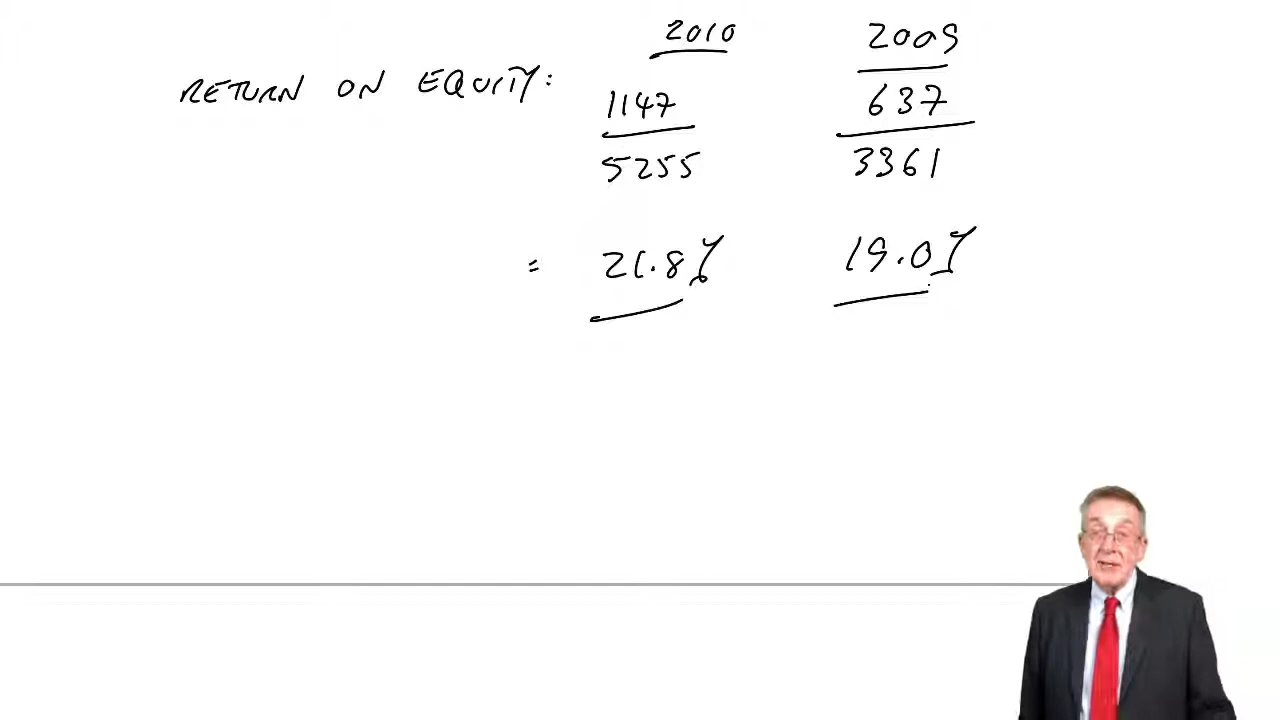 2010 2009
RETURN ON EQUITY:
1147 637
5255 3361
= 21.8% 19.0%